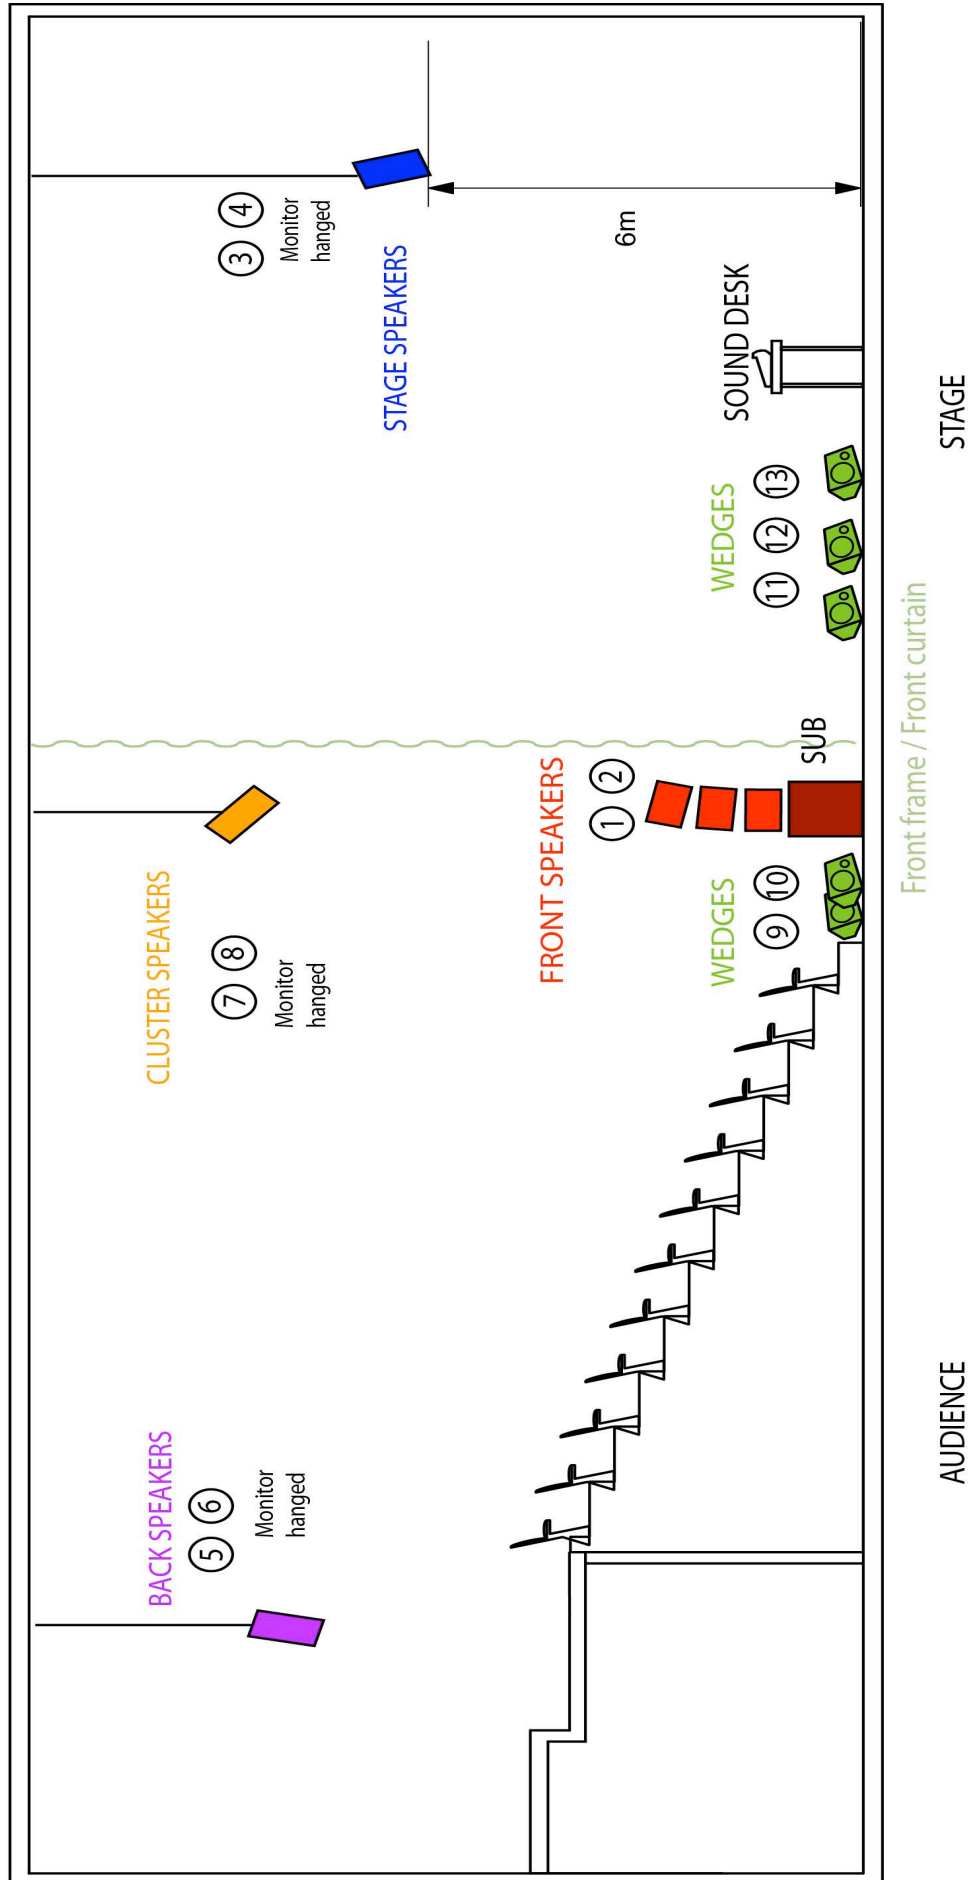 BACK SPEAKERS
5 6
Monitor
hanged
CLUSTER SPEAKERS
7 8
Monitor
hanged
3 4
Monitor
hanged
STAGE SPEAKERS
6m
FRONT SPEAKERS
1 2
WEDGES
9 10
SUB
WEDGES
11 12 13
SOUND DESK
Front frame / Front curtain
AUDIENCE
STAGE